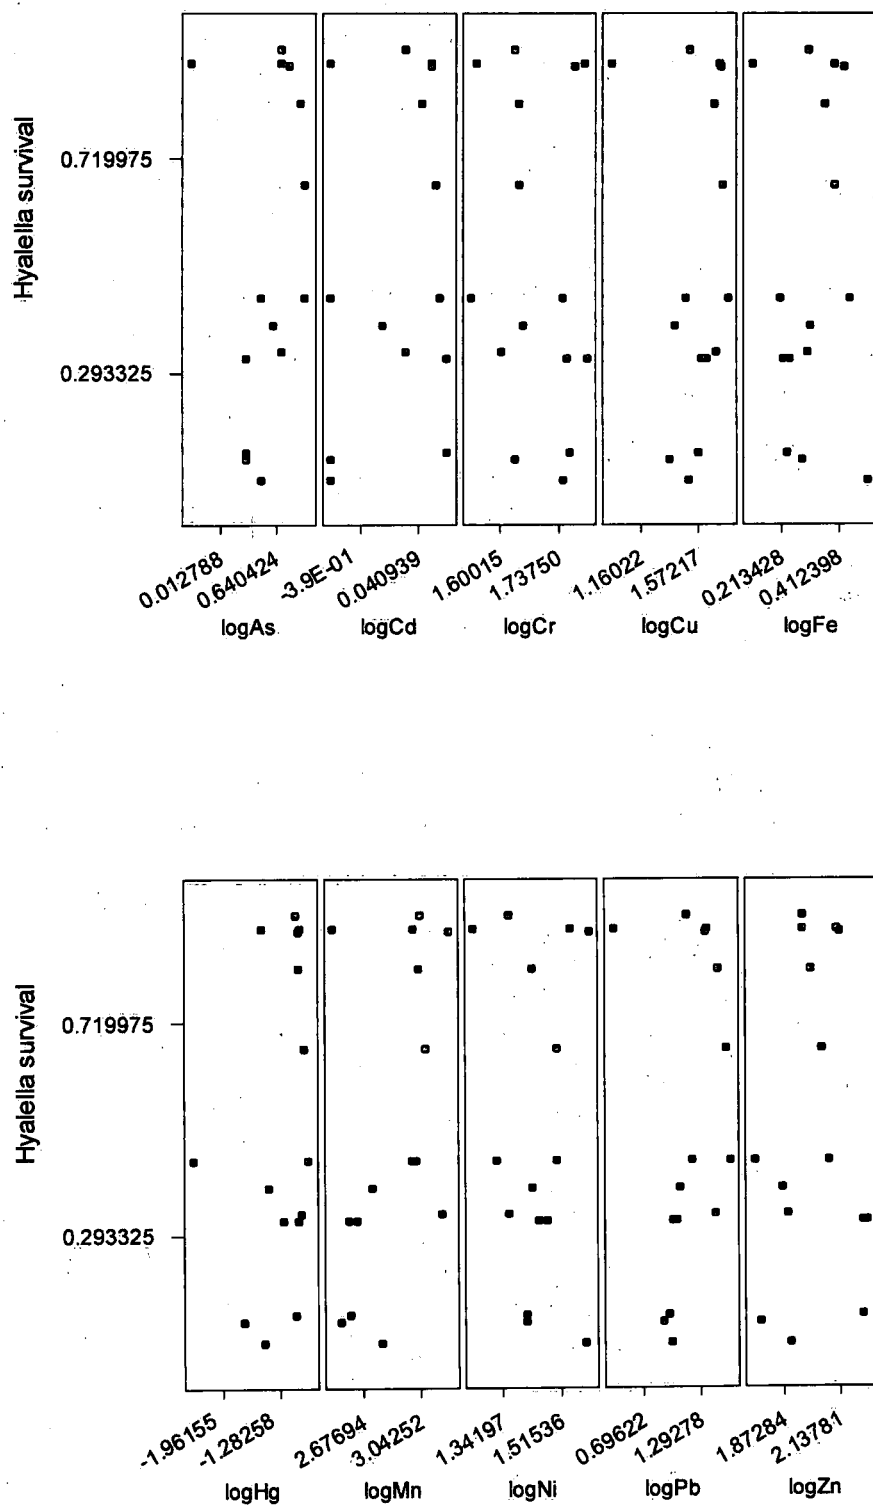 Hyalella survival
0.719975
0.293325
0.012788
0.640424
-3.9E-01
0.040939
1.60015
1.73750
1.16022
1.57217
0.213428
0.412398
logAs
logCd
logCr
logCu
logFe
Hyalella survival
0.719975
0.293325
-1.96155
-1.28258
2.67694
3.04252
1.34197
1.51536
0.69622
1.29278
1.87284
2.13781
logHg
logMn
logNi
logPb
logZn